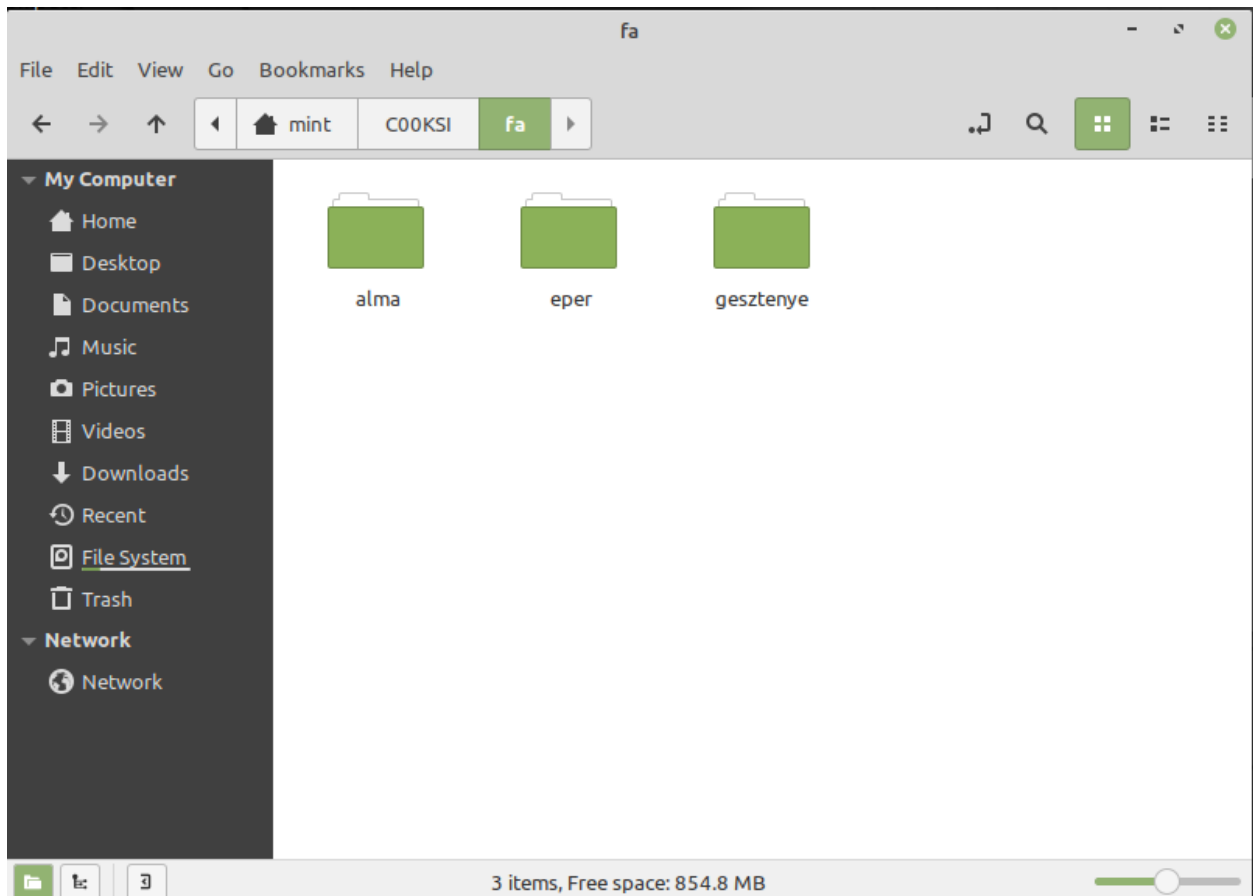 fa
File Edit View Go Bookmarks Help
mint C00KSI fa
My Computer
Home
Desktop
Documents
Music
Pictures
Videos
Downloads
Recent
File System
Trash
Network
Network
alma eper gesztenye
3 items, Free space: 854.8 MB